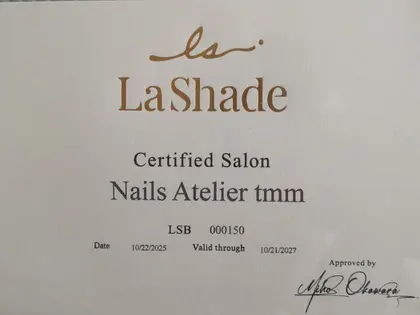 ls.
LaShade
Certified Salon
Nails Atelier tmm
LSB 000150
Date 10/22/2025 Valid through 10/21/2027
Approved by